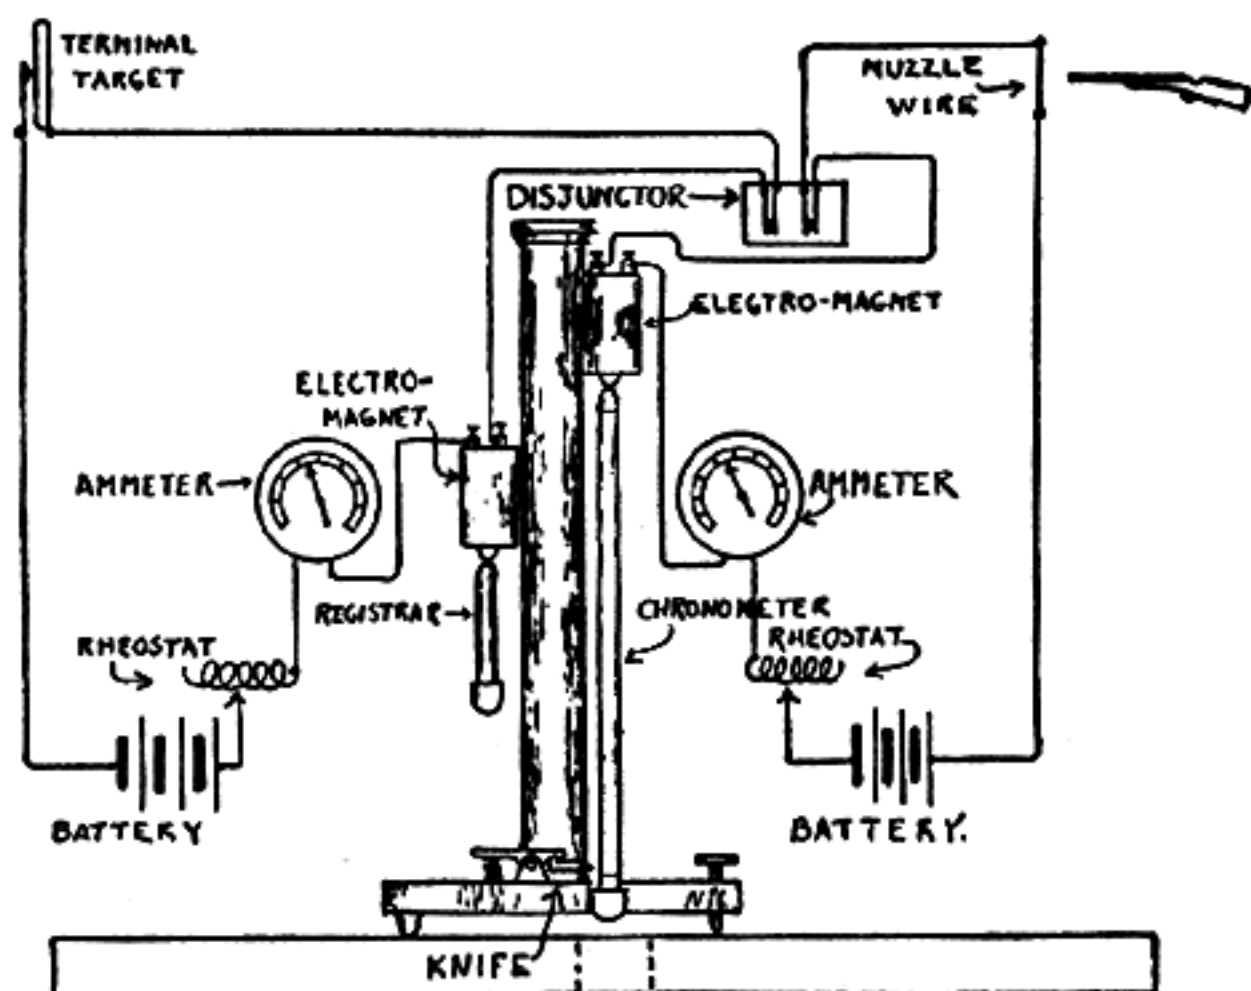 TERMINAL
TARGET
MUZZLE
WIRE
DISJUNCTOR
ELECTRO-MAGNET
ELECTRO-
MAGNET
AMMETER
AMMETER
REGISTRAR
CHRONOMETER
RHEOSTAT
RHEOSTAT
BATTERY
BATTERY.
KNIFE